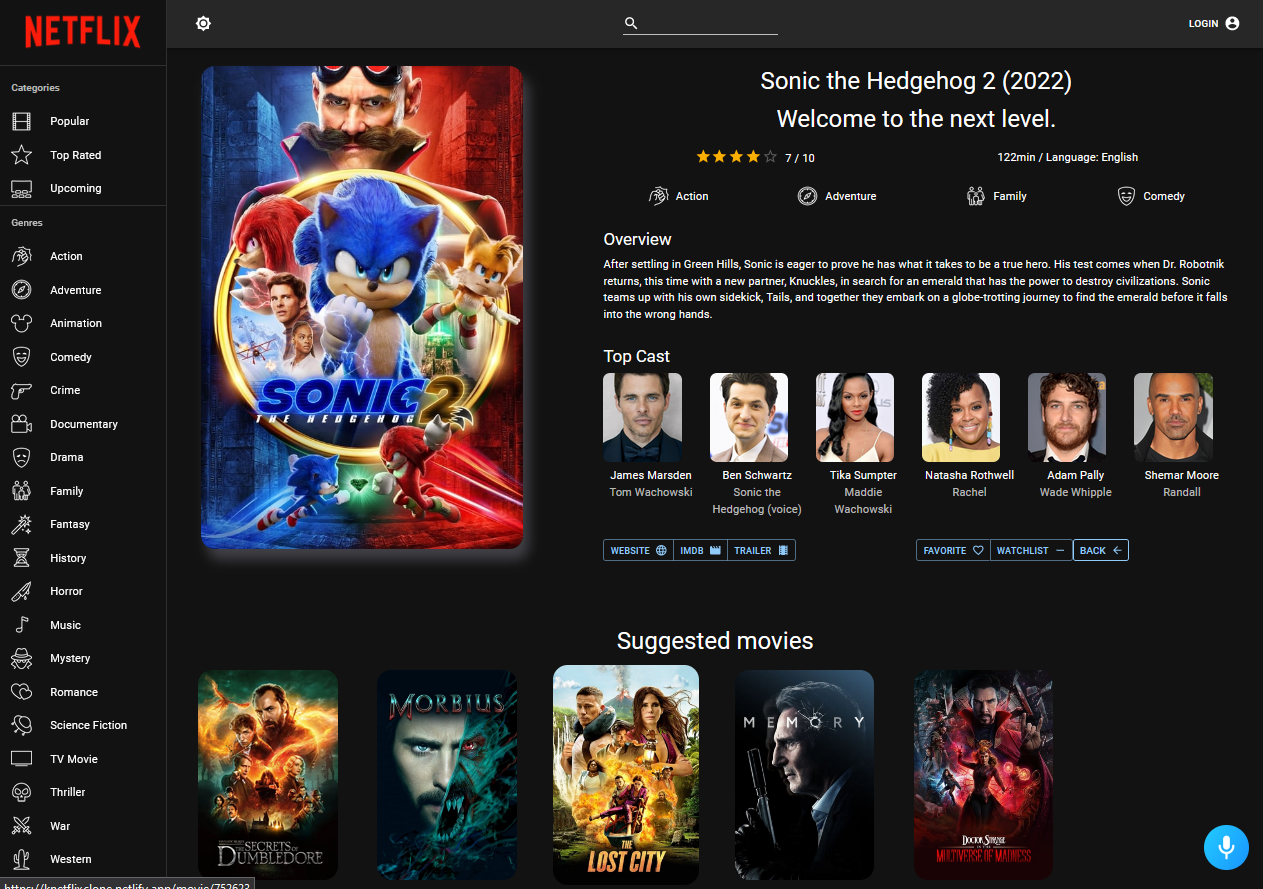 NETFLIX
LOGIN
Categories
Popular
Top Rated
Upcoming
Genres
Action
Adventure
Animation
Comedy
Crime
Documentary
Drama
Family
Fantasy
History
Horror
Music
Mystery
Romance
Science Fiction
TV Movie
Thriller
War
Western
SONIC 2
THE HEDGEHOG
Sonic the Hedgehog 2 (2022)
Welcome to the next level.
7 / 10
122min / Language: English
Action
Adventure
Family
Comedy
Overview
After settling in Green Hills, Sonic is eager to prove he has what it takes to be a true hero. His test comes when Dr. Robotnik
returns, this time with a new partner, Knuckles, in search for an emerald that has the power to destroy civilizations. Sonic
teams up with his own sidekick, Tails, and together they embark on a globe-trotting journey to find the emerald before it falls
into the wrong hands.
Top Cast
James Marsden
Tom Wachowski
Ben Schwartz
Sonic the
Hedgehog (voice)
Tika Sumpter
Maddie
Wachowski
Natasha Rothwell
Rachel
Adam Pally
Wade Whipple
Shemar Moore
Randall
WEBSITE
IMDB
TRAILER
FAVORITE
WATCHLIST
BACK
Suggested movies
THE SECRETS
OF DUMBLEDORE
MORBIUS
THE
LOST CITY
MEMORY
DOCTOR STRANGE
IN THE
MULTIVERSE OF MADNESS
https://knetflixclone.netlify.app/movie/752623